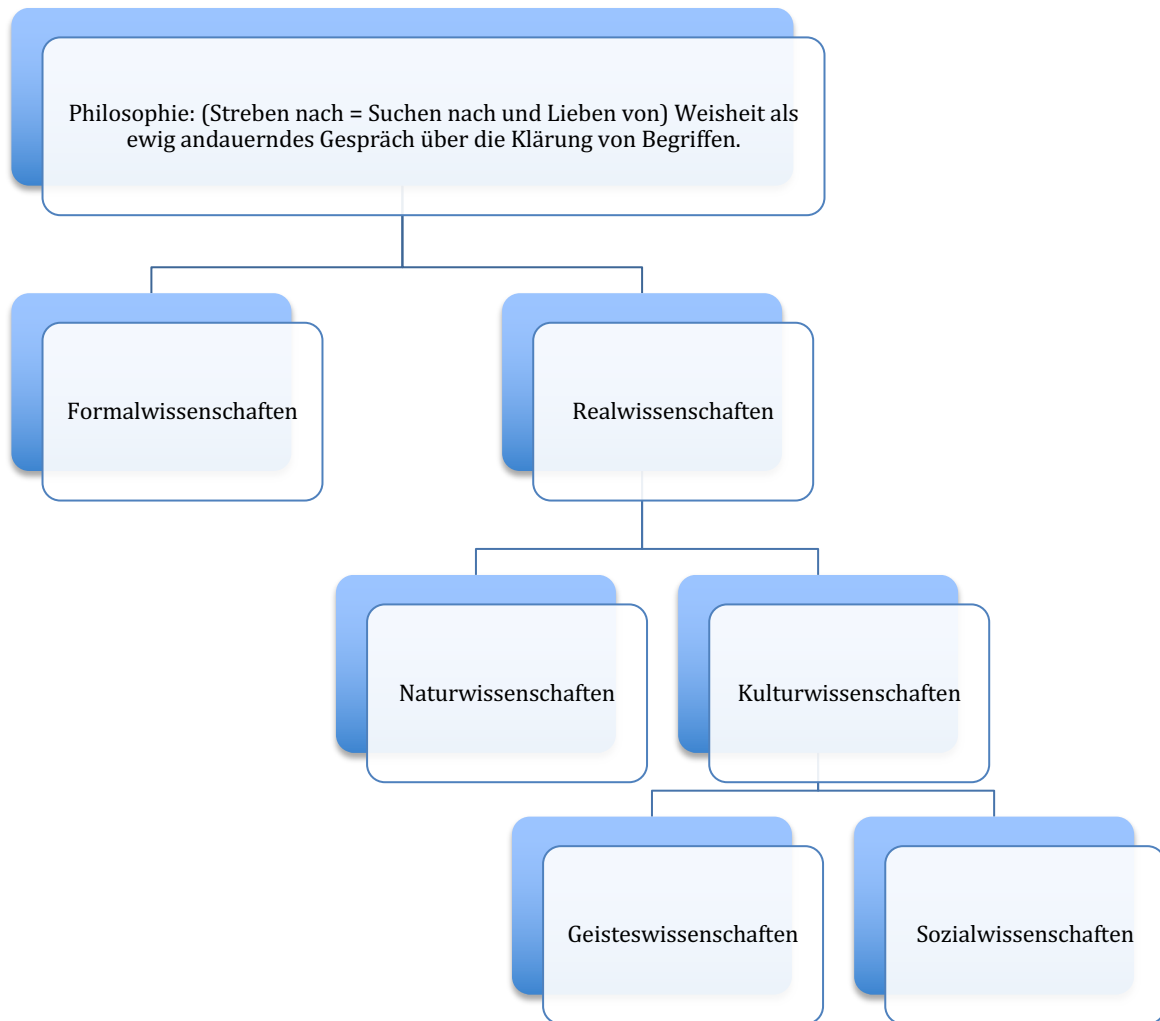 Philosophie: (Streben nach = Suchen nach und Lieben von) Weisheit als
ewig andauerndes Gespräch über die Klärung von Begriffen.
Formalwissenschaften
Realwissenschaften
Naturwissenschaften
Kulturwissenschaften
Geisteswissenschaften
Sozialwissenschaften